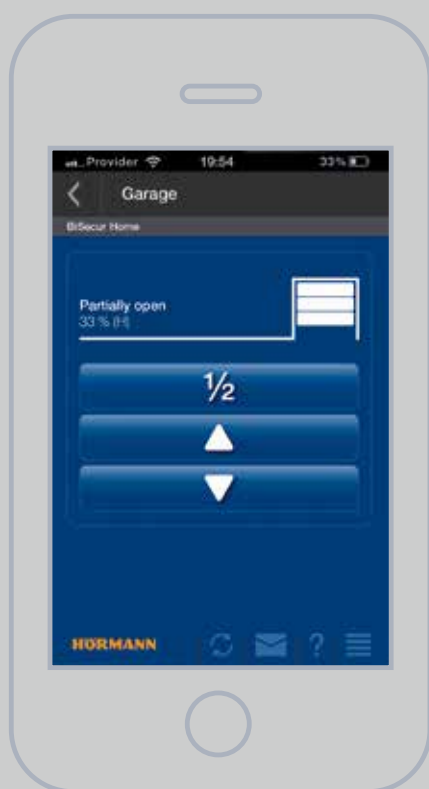 Provider 19:54 33%
Garage
BiSecur Home
Partially open
33 % [H]
½
HÖRMANN
?